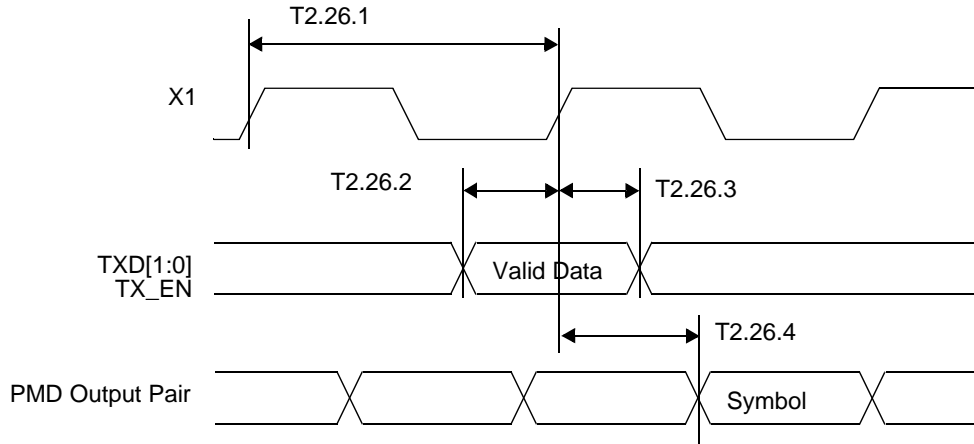 T2.26.1
X1
T2.26.2
T2.26.3
TXD[1:0]
TX_EN
Valid Data
T2.26.4
PMD Output Pair
Symbol